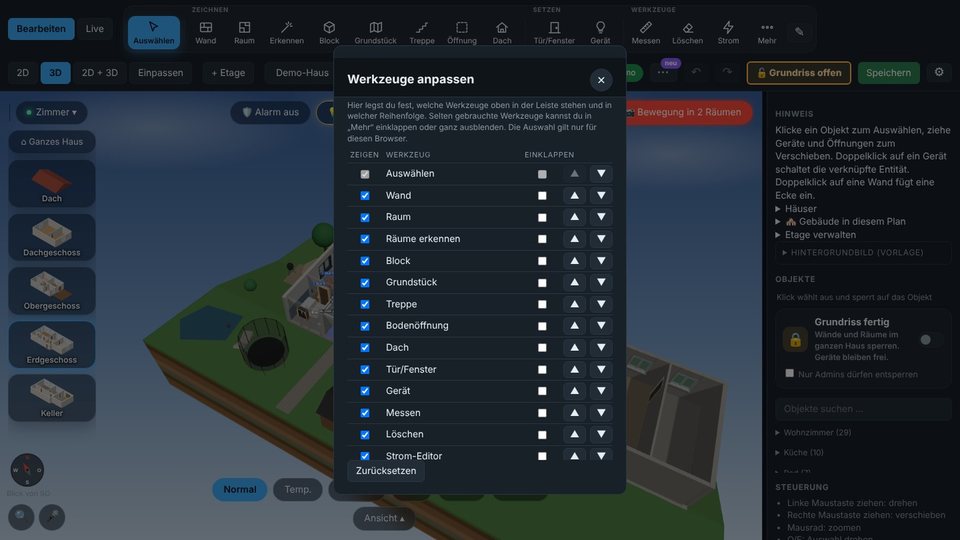 ZEICHNEN
SETZEN
WERKZEUGE
Bearbeiten
Live
Auswählen
Wand
Raum
Erkennen
Block
Grundstück
Treppe
Öffnung
Dach
Tür/Fenster
Gerät
Messen
Löschen
Strom
Mehr
2D
3D
2D + 3D
Einpassen
+ Etage
Demo-Haus
neu
Grundriss offen
Speichern
Zimmer ▾
Alarm aus
Bewegung in 2 Räumen
Ganzes Haus
Dach
Dachgeschoss
Obergeschoss
Erdgeschoss
Keller
Werkzeuge anpassen
Hier legst du fest, welche Werkzeuge oben in der Leiste stehen und in
welcher Reihenfolge. Selten gebrauchte Werkzeuge kannst du in
„Mehr“ einklappen oder ganz ausblenden. Die Auswahl gilt nur für
diesen Browser.
ZEIGEN WERKZEUG EINKLAPPEN
Auswählen
Wand
Raum
Räume erkennen
Block
Grundstück
Treppe
Bodenöffnung
Dach
Tür/Fenster
Gerät
Messen
Löschen
Strom-Editor
Zurücksetzen
Normal
Temp.
Ansicht ▴
HINWEIS
Klicke ein Objekt zum Auswählen, ziehe
Geräte und Öffnungen zum
Verschieben. Doppelklick auf ein Gerät
schaltet die verknüpfte Entität.
Doppelklick auf eine Wand fügt eine
Ecke ein.
▶ Häuser
▶ Gebäude in diesem Plan
▶ Etage verwalten
▶ HINTERGRUNDBILD (VORLAGE)
OBJEKTE
Klick wählt aus und sperrt auf das Objekt
Grundriss fertig
Wände und Räume im
ganzen Haus sperren.
Geräte bleiben frei.
Nur Admins dürfen entsperren
Objekte suchen …
▶ Wohnzimmer (29)
▶ Küche (10)
STEUERUNG
• Linke Maustaste ziehen: drehen
• Rechte Maustaste ziehen: verschieben
• Mausrad: zoomen